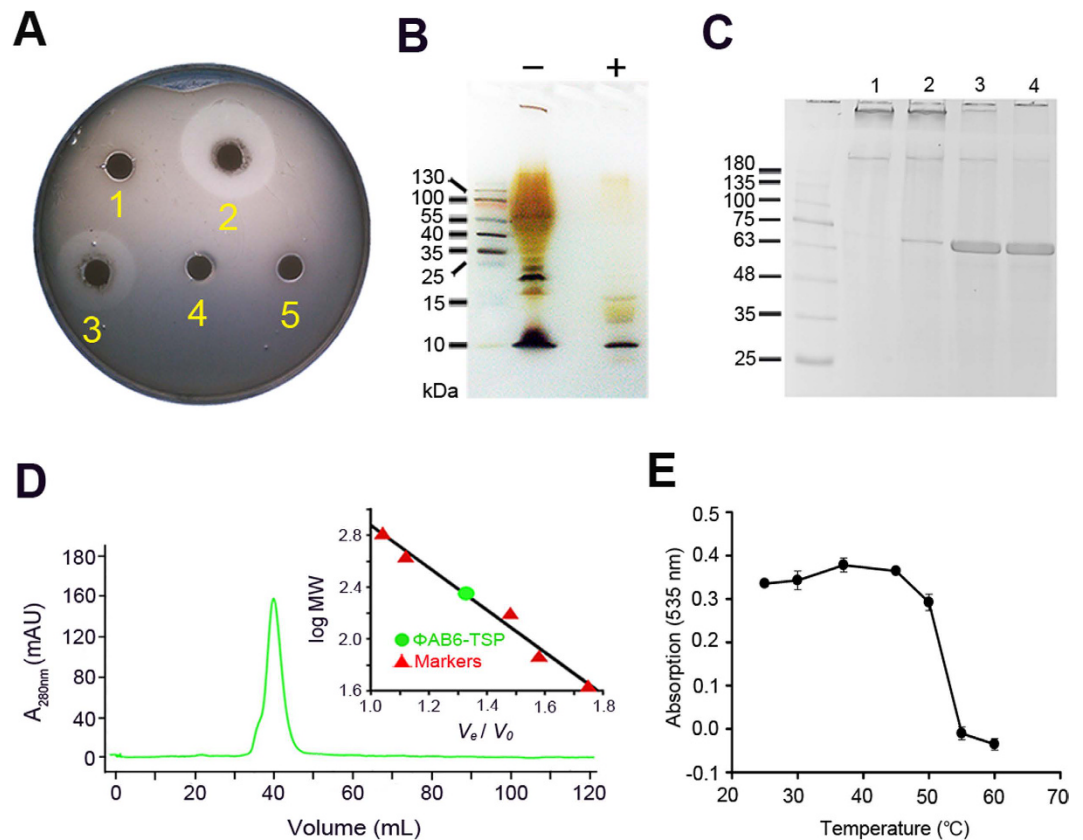 A
1
2
3
4
5
B
− +
130
100
55
40
35
25
15
10
kDa
C
1 2 3 4
180
135
100
75
63
48
35
25
D
180
160
120
80
40
0
A280nm (mAU)
0 20 40 60 80 100 120
Volume (mL)
2.8
2.4
2.0
1.6
log MW
ΦAB6-TSP
Markers
1.0 1.2 1.4 1.6 1.8
Ve / V0
E
0.5
0.4
0.3
0.2
0.1
0.0
-0.1
Absorption (535 nm)
20 30 40 50 60 70
Temperature (°C)